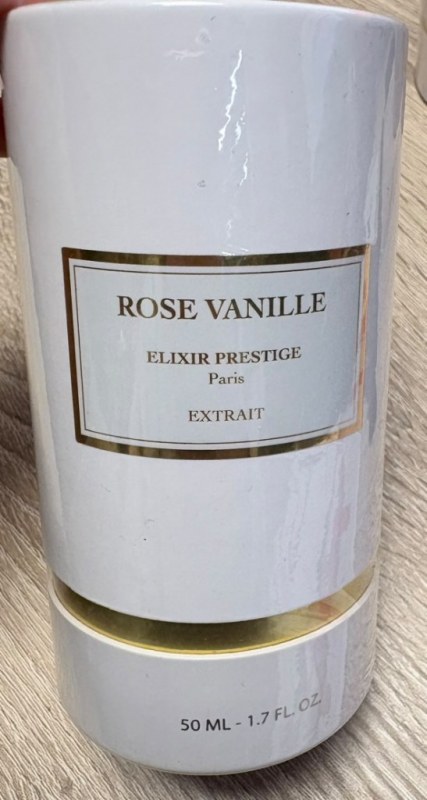 ROSE VANILLE
ELIXIR PRESTIGE
Paris
EXTRAIT
50 ML - 1.7 FL. OZ.